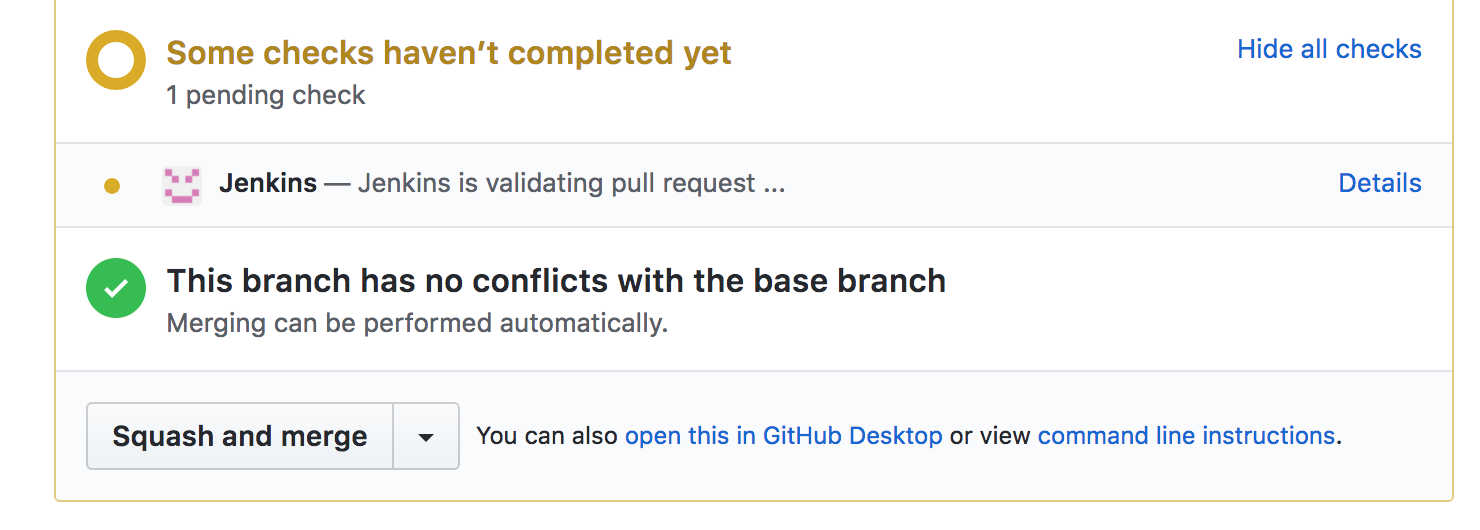 Some checks haven’t completed yet
Hide all checks
1 pending check
Jenkins — Jenkins is validating pull request ...
Details
This branch has no conflicts with the base branch
Merging can be performed automatically.
Squash and merge
You can also open this in GitHub Desktop or view command line instructions.